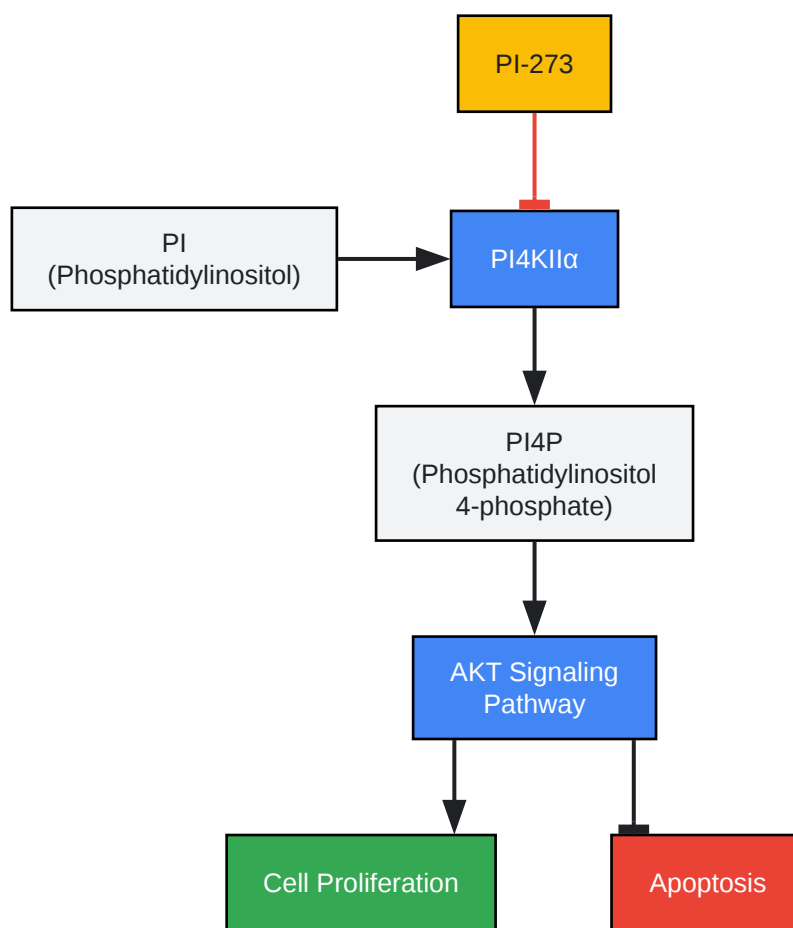 PI-273
PI
(Phosphatidylinositol)
PI4KIIα
PI4P
(Phosphatidylinositol
4-phosphate)
AKT Signaling
Pathway
Cell Proliferation
Apoptosis